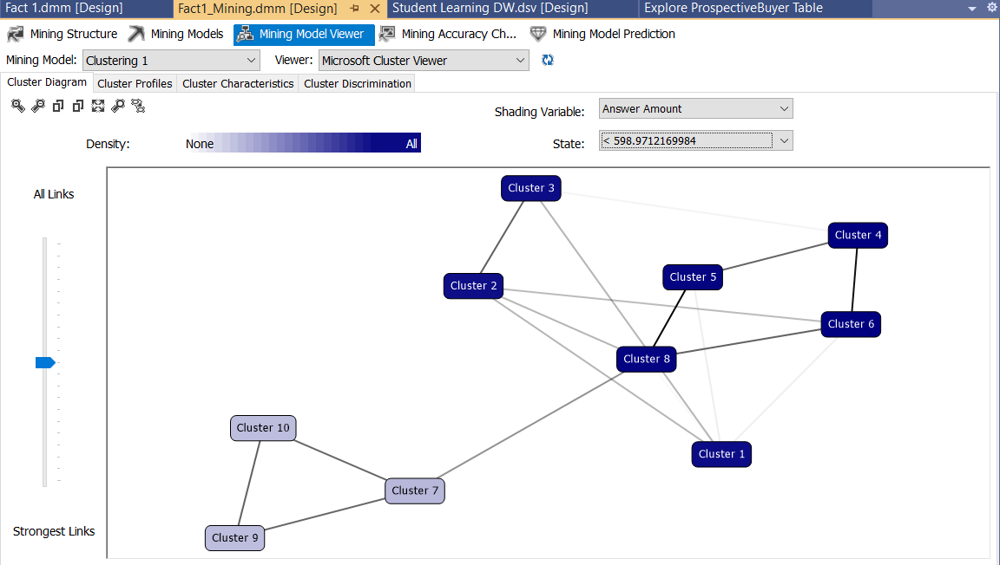 Fact 1.dmm [Design] Fact1_Mining.dmm [Design] Student Learning DW.dsv [Design] Explore ProspectiveBuyer Table
Mining Structure Mining Models Mining Model Viewer Mining Accuracy Ch... Mining Model Prediction
Mining Model: Clustering 1 Viewer: Microsoft Cluster Viewer
Cluster Diagram Cluster Profiles Cluster Characteristics Cluster Discrimination
Shading Variable: Answer Amount
Density: None All State: < 598.9712169984
All Links
Cluster 3
Cluster 4
Cluster 5
Cluster 2
Cluster 6
Cluster 8
Cluster 10
Cluster 1
Cluster 7
Strongest Links
Cluster 9